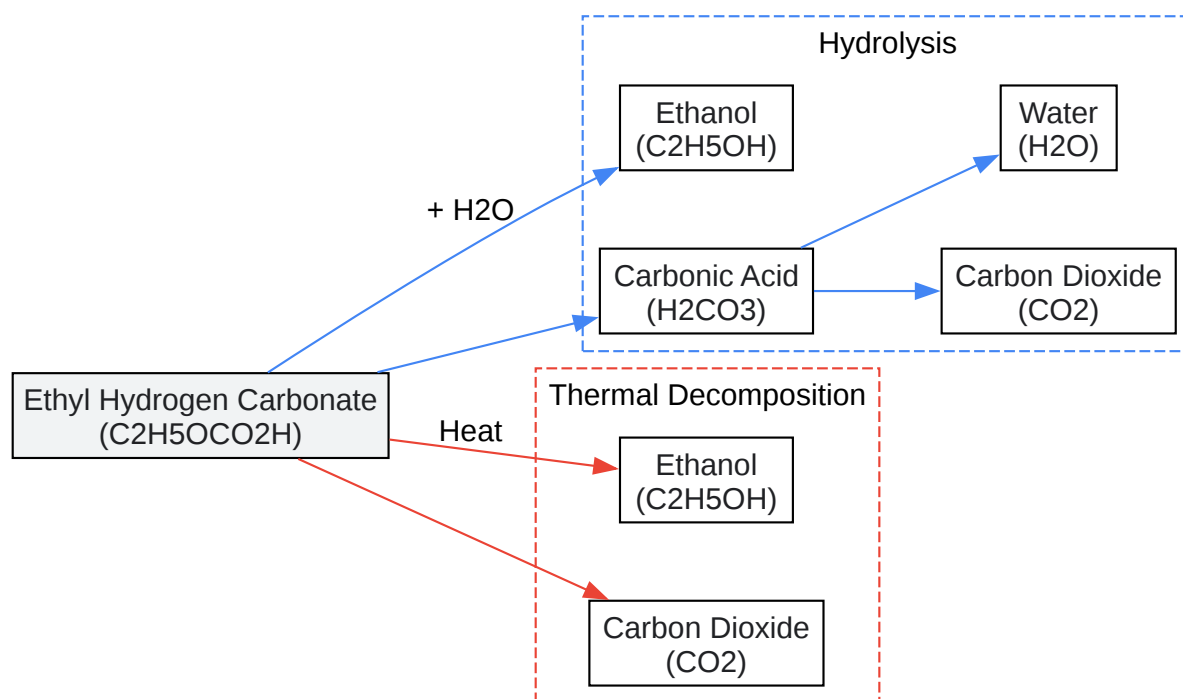 Hydrolysis
Ethanol
(C2H5OH)
Water
(H2O)
+ H2O
Carbonic Acid
(H2CO3)
Carbon Dioxide
(CO2)
Ethyl Hydrogen Carbonate
(C2H5OCO2H)
Thermal Decomposition
Heat
Ethanol
(C2H5OH)
Carbon Dioxide
(CO2)